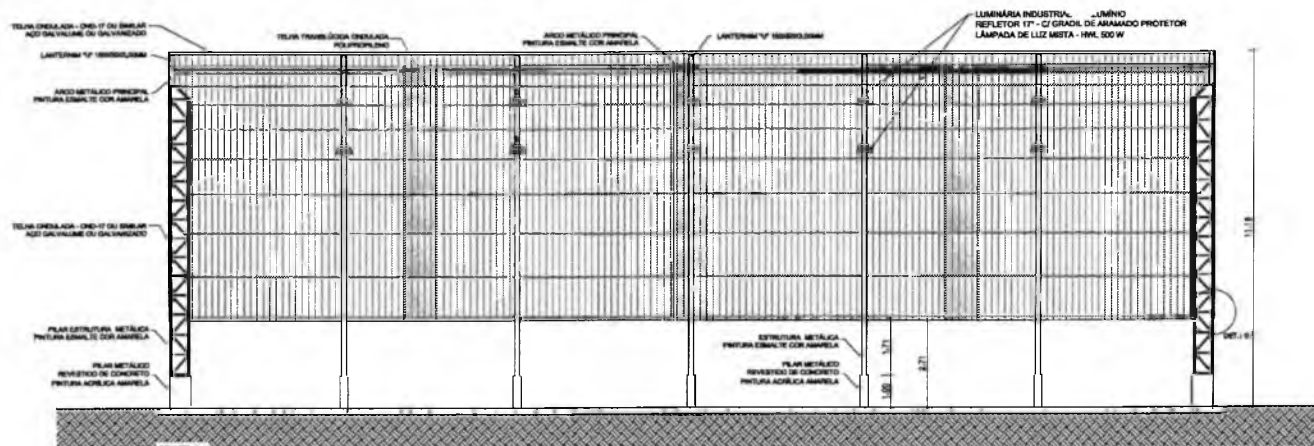 TELHA ONDULADA - OND-17 OU SIMILAR
AÇO GALVALUME OU GALVANIZADO
LANTERNIM "U"
ARCO METÁLICO PRINCIPAL
PINTURA ESMALTE COR AMARELA
TELHA TRANSLÚCIDA ONDULADA
POLIPROPILENO
ARCO METÁLICO PRINCIPAL
PINTURA ESMALTE COR AMARELA
LANTERNIM "U"
LUMINÁRIA INDUSTRIAL
REFLETOR 17" - C/ GRADIL DE ARAMADO PROTETOR
LÂMPADA DE LUZ MISTA - HWL 500 W
TELHA ONDULADA - OND-17 OU SIMILAR
AÇO GALVALUME OU GALVANIZADO
PILAR ESTRUTURA METÁLICA
PINTURA ESMALTE COR AMARELA
PILAR METÁLICO
REVESTIDO DE CONCRETO
PINTURA ACRÍLICA AMARELA
ESTRUTURA METÁLICA
PINTURA ESMALTE COR AMARELA
PILAR METÁLICO
REVESTIDO DE CONCRETO
PINTURA ACRÍLICA AMARELA
1,71
1,00
2,71